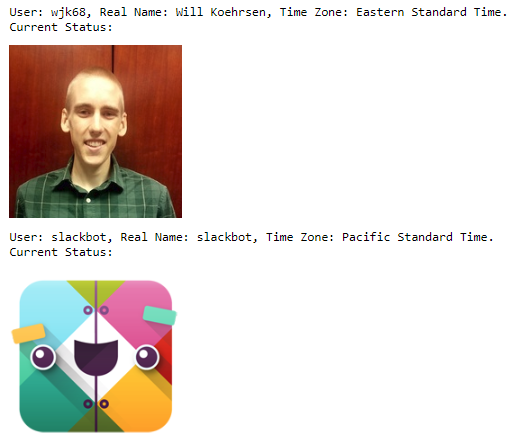 User: wjk68, Real Name: Will Koehrsen, Time Zone: Eastern Standard Time.
Current Status:
User: slackbot, Real Name: slackbot, Time Zone: Pacific Standard Time.
Current Status: